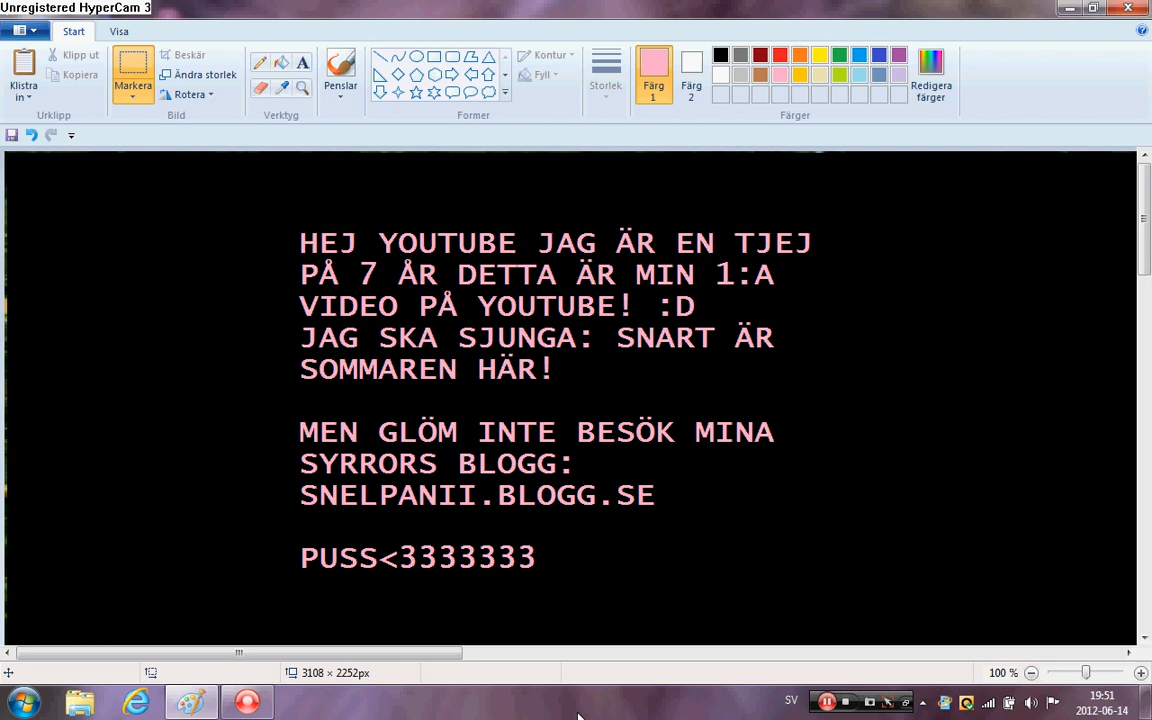 Unregistered HyperCam 3
Start Visa
Klistra in
Klipp ut
Kopiera
Urklipp
Markera
Beskär
Ändra storlek
Rotera
Bild
Verktyg
Penslar
Former
Kontur
Fyll
Storlek
Färg 1
Färg 2
Färger
Redigera färger
HEJ YOUTUBE JAG ÄR EN TJEJ
PÅ 7 ÅR DETTA ÄR MIN 1:A
VIDEO PÅ YOUTUBE! :D
JAG SKA SJUNGA: SNART ÄR
SOMMAREN HÄR!
MEN GLÖM INTE BESÖK MINA
SYRRORS BLOGG:
SNELPANII.BLOGG.SE
PUSS<3333333
3108 × 2252px
100 %
SV
19:51
2012-06-14